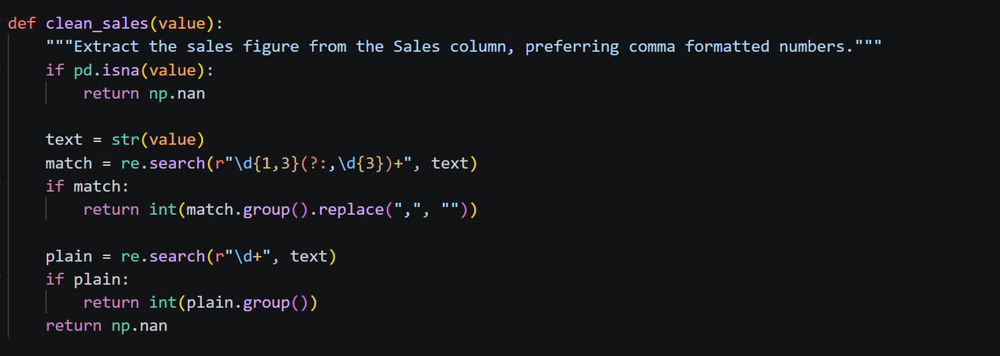 def clean_sales(value):
    """Extract the sales figure from the Sales column, preferring comma formatted numbers."""
    if pd.isna(value):
        return np.nan

    text = str(value)
    match = re.search(r"\d{1,3}(?:,\d{3})+", text)
    if match:
        return int(match.group().replace(",", ""))

    plain = re.search(r"\d+", text)
    if plain:
        return int(plain.group())
    return np.nan